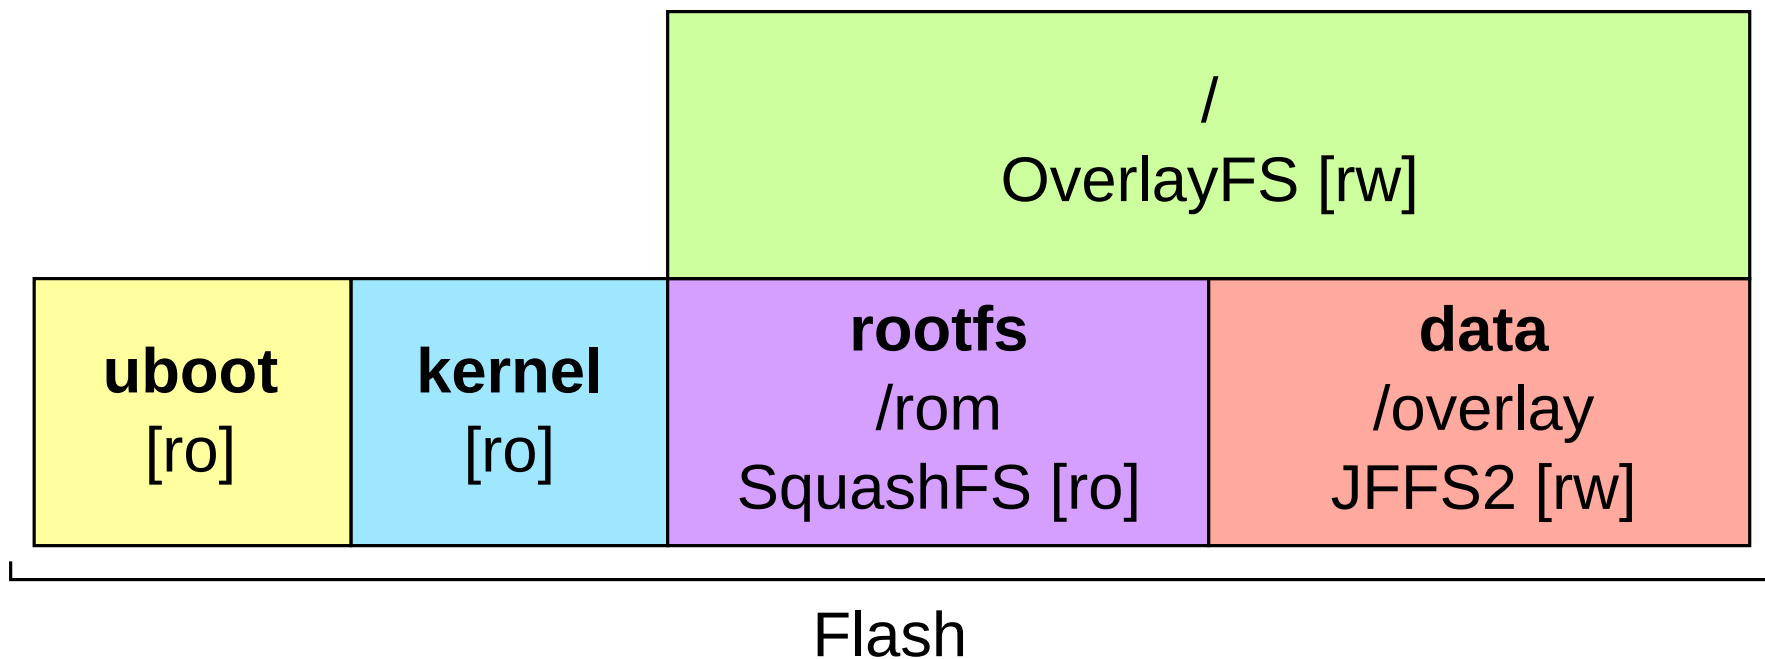 /
OverlayFS [rw]
uboot
[ro]
kernel
[ro]
rootfs
/rom
SquashFS [ro]
data
/overlay
JFFS2 [rw]
Flash